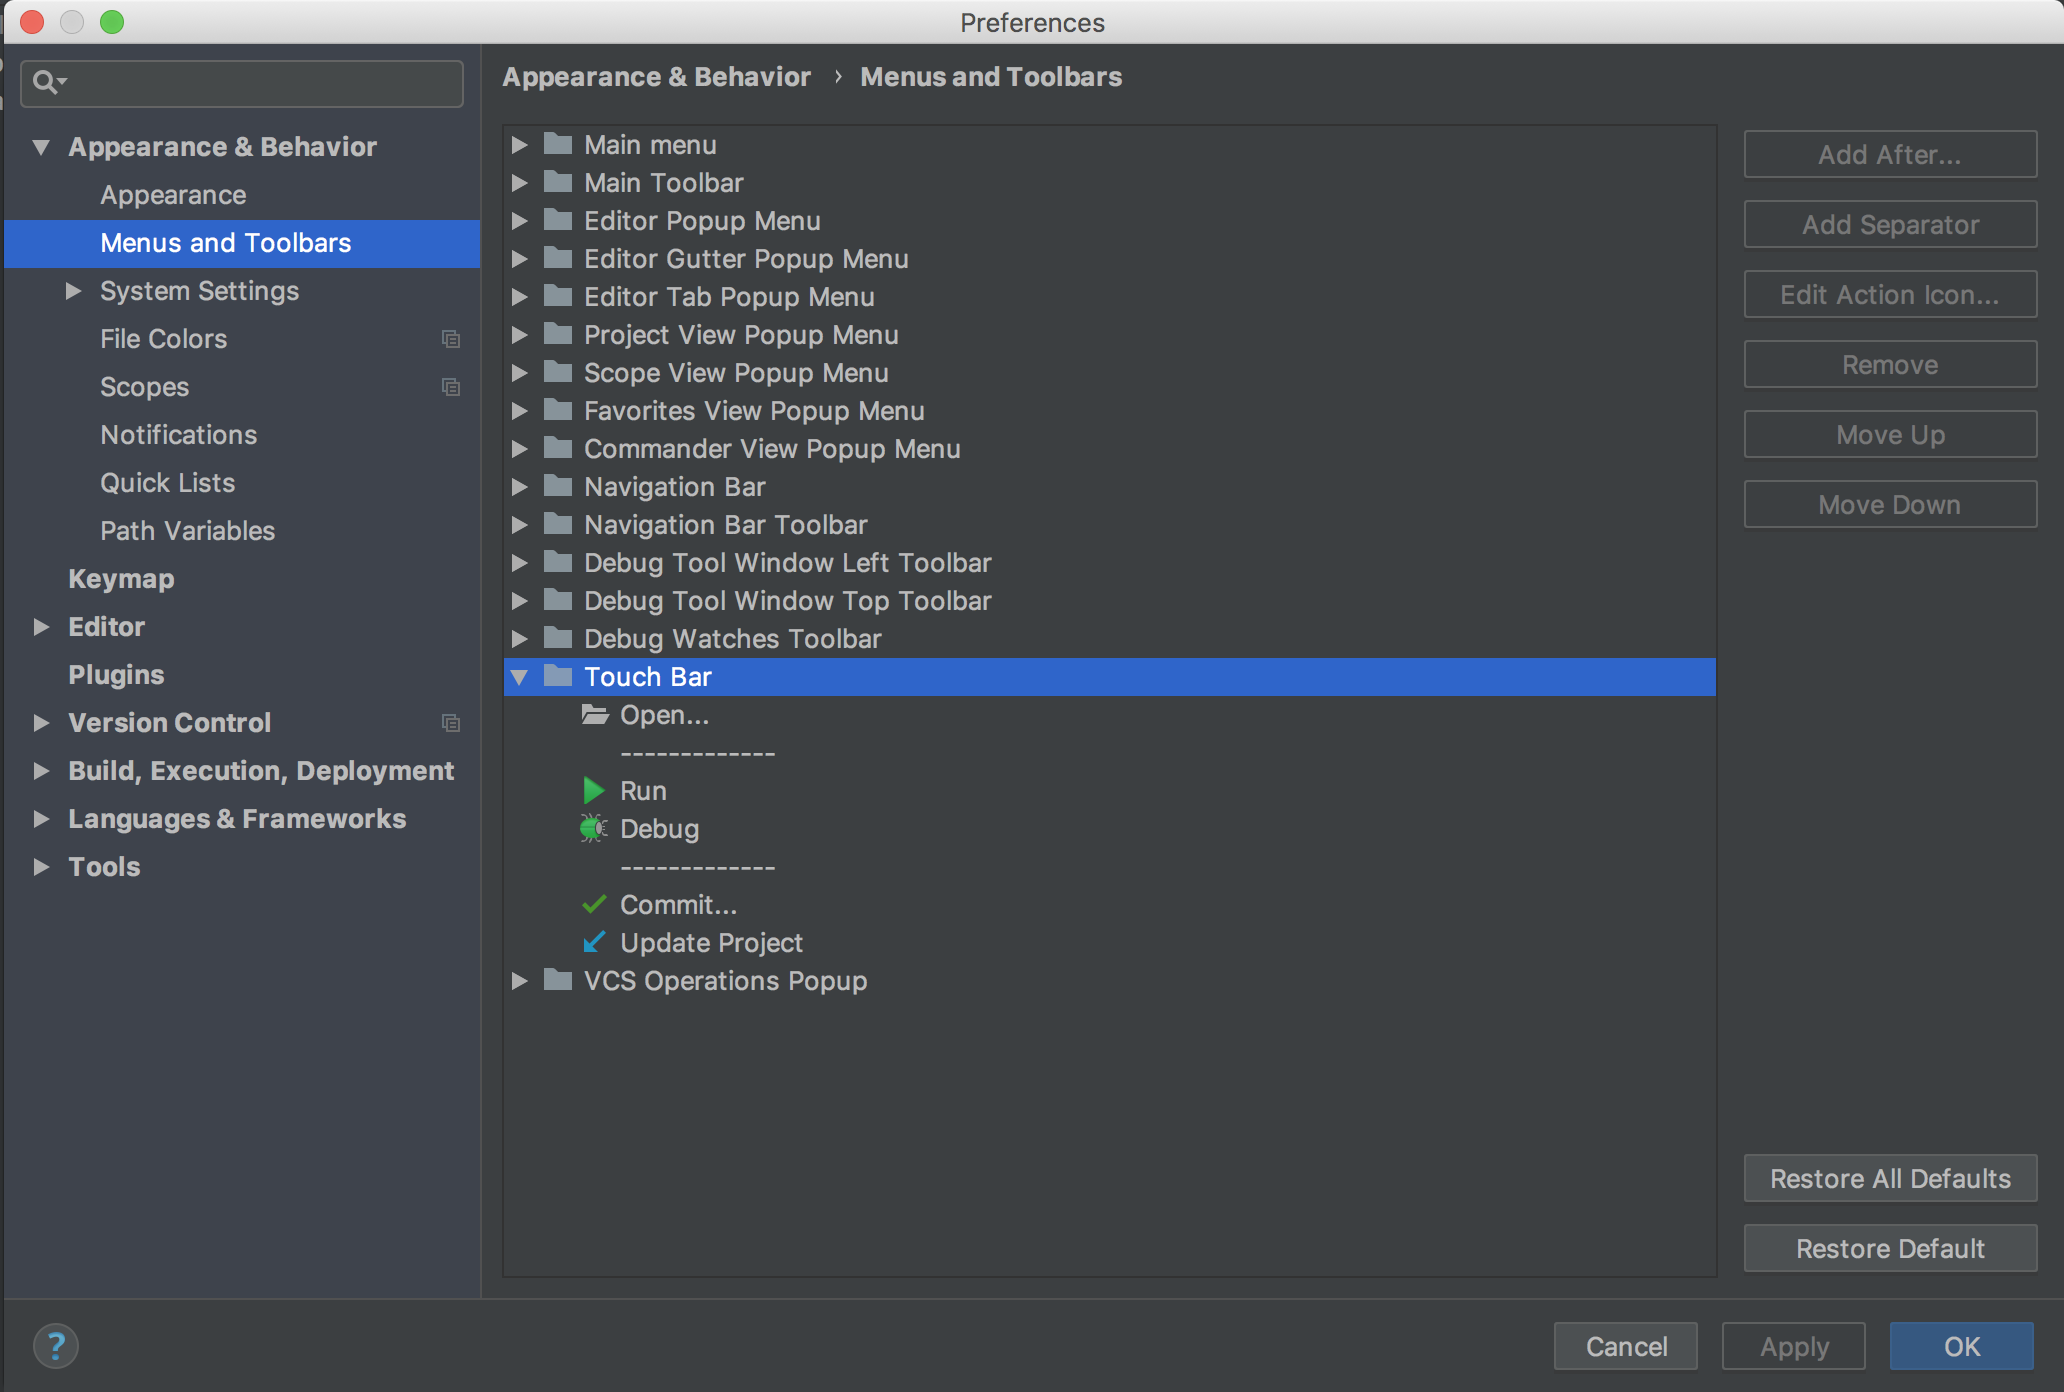 Preferences
Appearance & Behavior
Appearance
Menus and Toolbars
System Settings
File Colors
Scopes
Notifications
Quick Lists
Path Variables
Keymap
Editor
Plugins
Version Control
Build, Execution, Deployment
Languages & Frameworks
Tools
Appearance & Behavior › Menus and Toolbars
Main menu
Main Toolbar
Editor Popup Menu
Editor Gutter Popup Menu
Editor Tab Popup Menu
Project View Popup Menu
Scope View Popup Menu
Favorites View Popup Menu
Commander View Popup Menu
Navigation Bar
Navigation Bar Toolbar
Debug Tool Window Left Toolbar
Debug Tool Window Top Toolbar
Debug Watches Toolbar
Touch Bar
Open...
-------------
Run
Debug
-------------
Commit...
Update Project
VCS Operations Popup
Add After...
Add Separator
Edit Action Icon...
Remove
Move Up
Move Down
Restore All Defaults
Restore Default
?
Cancel
Apply
OK